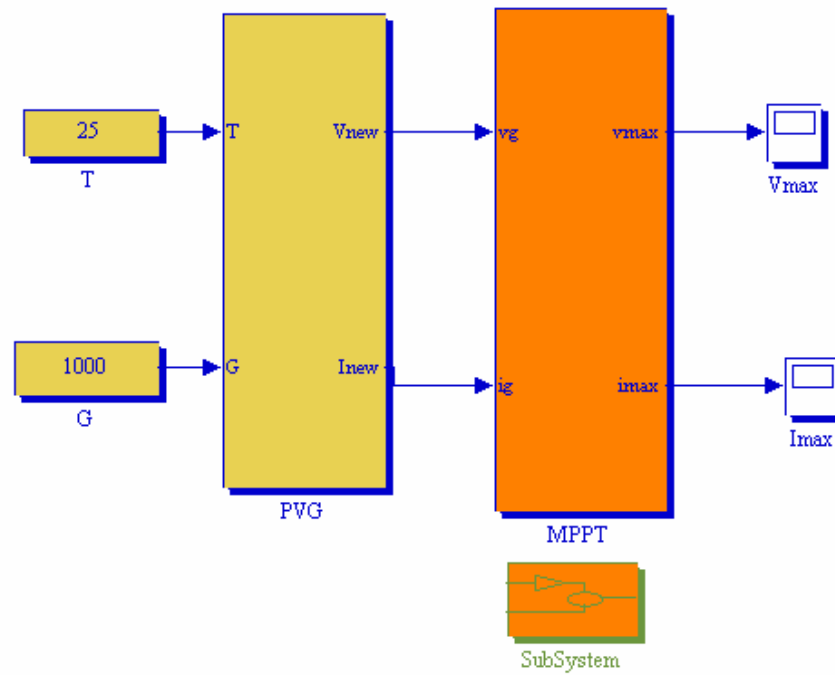 25
T
1000
G
T
Vnew
G
Inew
PVG
vg
vmax
ig
imax
MPPT
Vmax
Imax
SubSystem